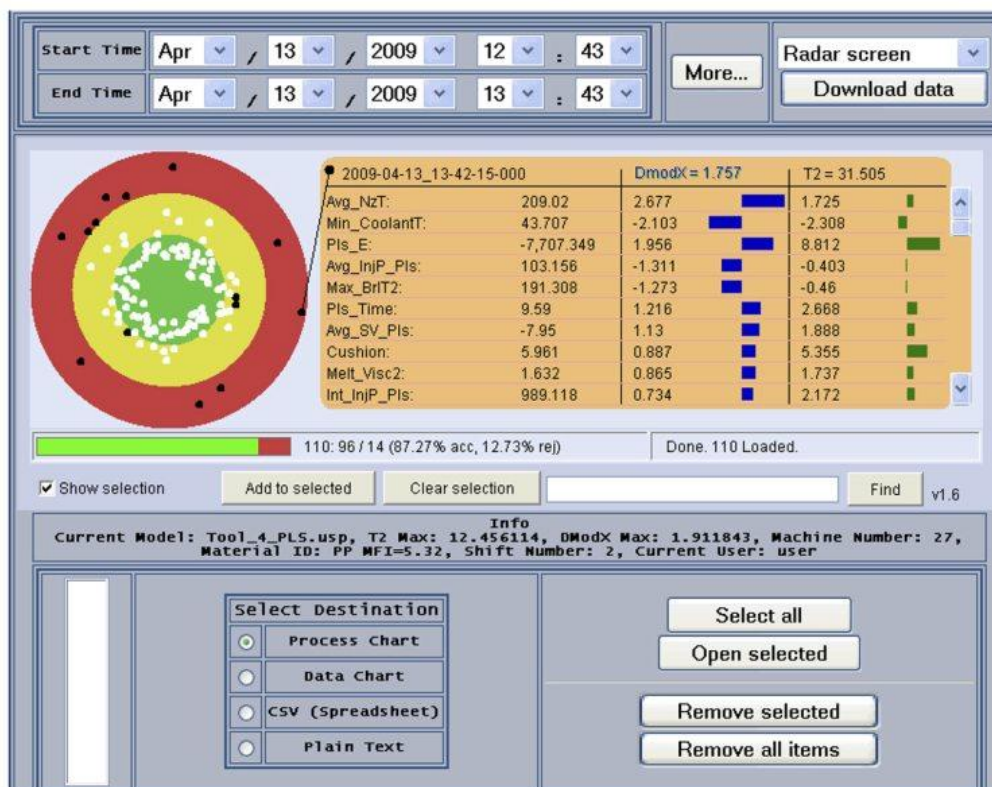 Start Time Apr / 13 / 2009 12 : 43
End Time Apr / 13 / 2009 13 : 43
More...
Radar screen
Download data
2009-04-13_13-42-15-000 DmodX = 1.757 T2 = 31.505
Avg_NzT: 209.02 2.677 1.725
Min_CoolantT: 43.707 -2.103 -2.308
Pls_E: -7,707.349 1.956 8.812
Avg_InjP_Pls: 103.156 -1.311 -0.403
Max_BrlT2: 191.308 -1.273 -0.46
Pls_Time: 9.59 1.216 2.668
Avg_SV_Pls: -7.95 1.13 1.888
Cushion: 5.961 0.887 5.355
Melt_Visc2: 1.632 0.865 1.737
Int_InjP_Pls: 989.118 0.734 2.172
110: 96 / 14 (87.27% acc, 12.73% rej) Done. 110 Loaded.
Show selection Add to selected Clear selection Find v1.6
Info
Current Model: Tool_4_PLS.usp, T2 Max: 12.456114, DModX Max: 1.911843, Machine Number: 27,
Material ID: PP MFI=5.32, Shift Number: 2, Current User: user
Select Destination
Process Chart
Data Chart
CSV (Spreadsheet)
Plain Text
Select all
Open selected
Remove selected
Remove all items